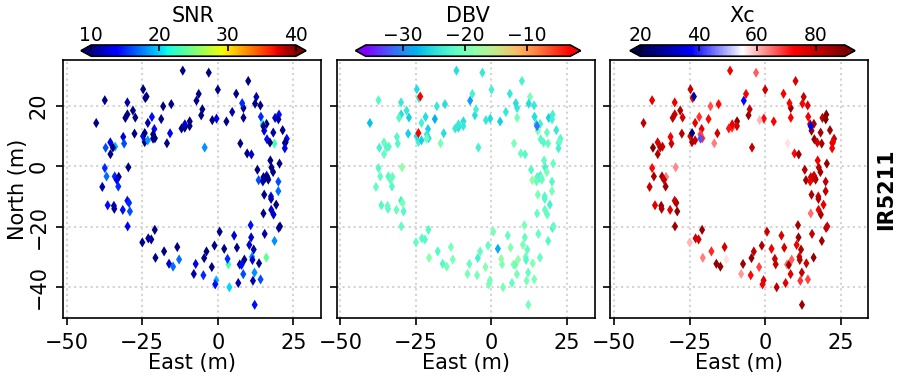 SNR DBV Xc
10 20 30 40 −30 −20 −10 20 40 60 80
North (m)
20
0
−20
−40
−50 −25 0 25 −50 −25 0 25 −50 −25 0 25
East (m) East (m) East (m)
IR5211